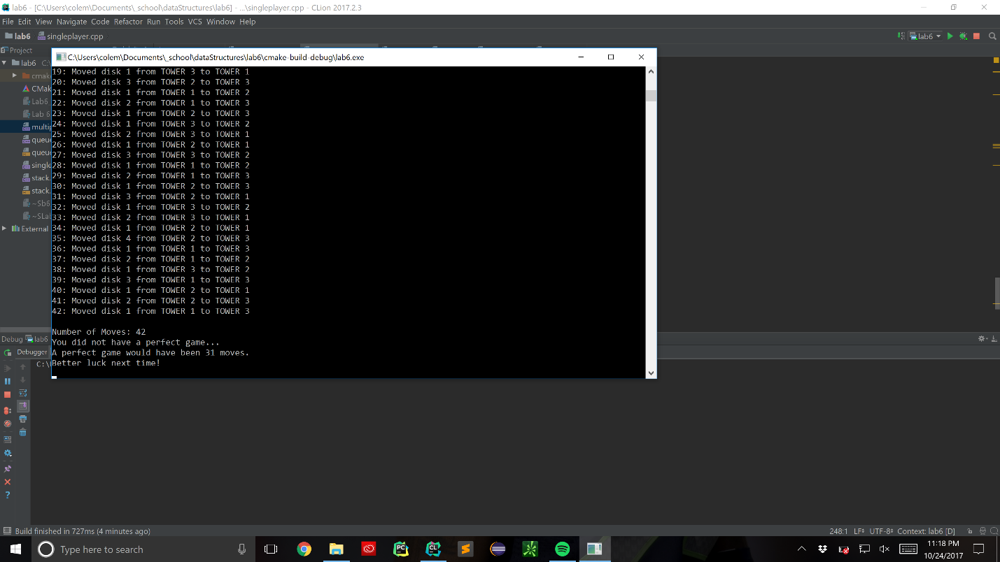 lab6 - [C:\Users\colem\Documents\_school\dataStructures\lab6] - ...\singleplayer.cpp - CLion 2017.2.3
File Edit View Navigate Code Refactor Run Tools VCS Window Help
lab6 singleplayer.cpp lab6
Project
C:\Users\colem\Documents\_school\dataStructures\lab6\cmake-build-debug\lab6.exe
lab6 C:\
cmak
CMak
Lab6
Lab 6
multip
queue
queue
single
stack.
stack.
~Sb6
~SLab
External
19: Moved disk 1 from TOWER 3 to TOWER 1
20: Moved disk 3 from TOWER 2 to TOWER 3
21: Moved disk 1 from TOWER 1 to TOWER 2
22: Moved disk 2 from TOWER 1 to TOWER 3
23: Moved disk 1 from TOWER 2 to TOWER 3
24: Moved disk 1 from TOWER 3 to TOWER 2
25: Moved disk 2 from TOWER 3 to TOWER 1
26: Moved disk 1 from TOWER 2 to TOWER 1
27: Moved disk 3 from TOWER 3 to TOWER 2
28: Moved disk 1 from TOWER 1 to TOWER 2
29: Moved disk 2 from TOWER 1 to TOWER 3
30: Moved disk 1 from TOWER 2 to TOWER 3
31: Moved disk 3 from TOWER 2 to TOWER 1
32: Moved disk 1 from TOWER 3 to TOWER 2
33: Moved disk 2 from TOWER 3 to TOWER 1
34: Moved disk 1 from TOWER 2 to TOWER 1
35: Moved disk 4 from TOWER 2 to TOWER 3
36: Moved disk 1 from TOWER 1 to TOWER 3
37: Moved disk 2 from TOWER 1 to TOWER 2
38: Moved disk 1 from TOWER 3 to TOWER 2
39: Moved disk 3 from TOWER 1 to TOWER 3
40: Moved disk 1 from TOWER 2 to TOWER 1
41: Moved disk 2 from TOWER 2 to TOWER 3
42: Moved disk 1 from TOWER 1 to TOWER 3
Number of Moves: 42
You did not have a perfect game...
A perfect game would have been 31 moves.
Better luck next time!
Debug lab6
Debugger
C:\
Build finished in 727ms (4 minutes ago)
248:1 LF UTF-8 Context: lab6 [D]
Type here to search
11:18 PM
10/24/2017